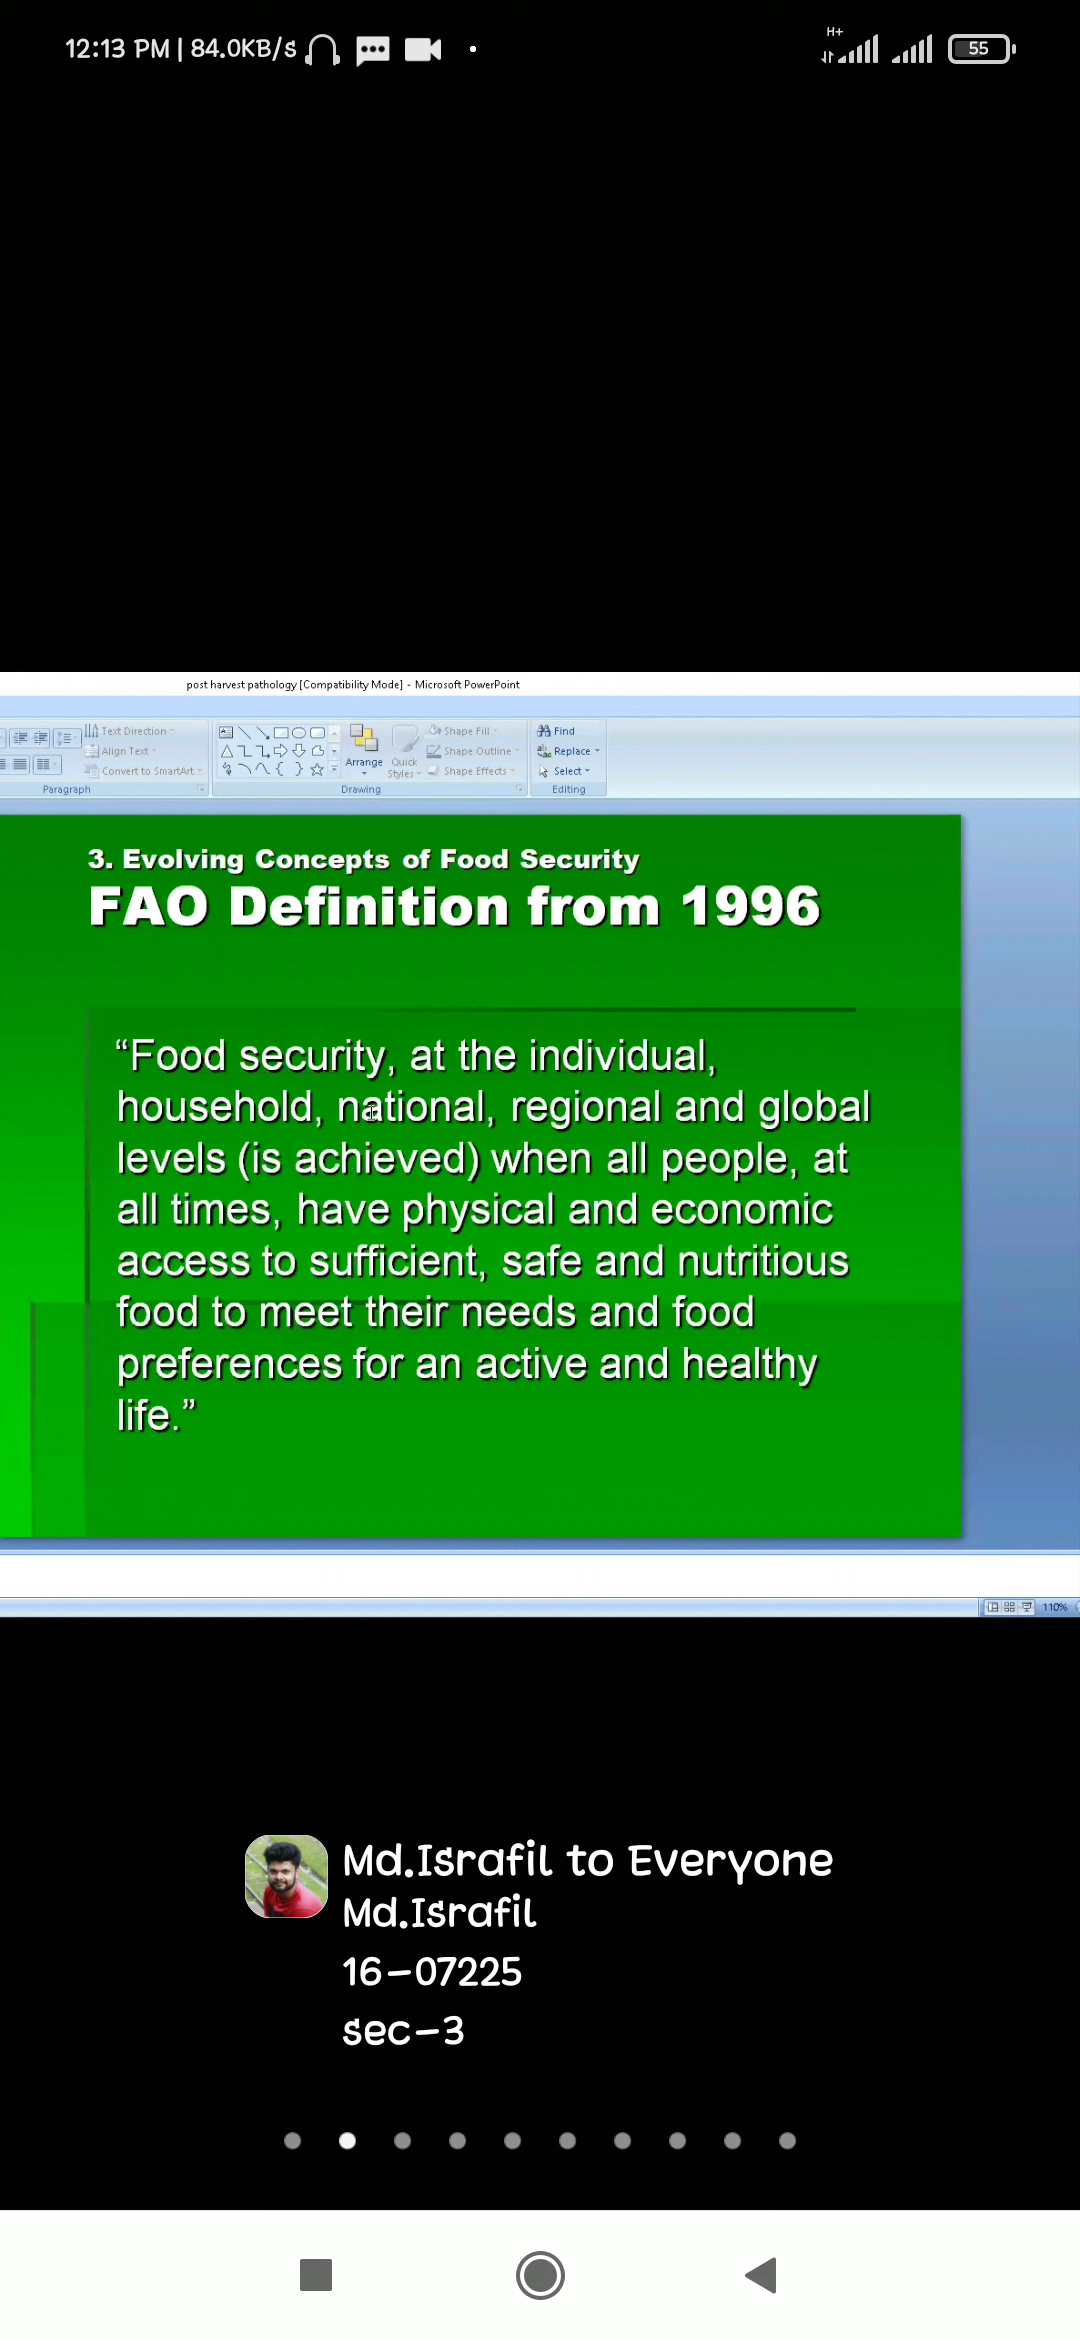 12:13 PM | 84.0KB/s
H+
55
post harvest pathology [Compatibility Mode] - Microsoft PowerPoint
Text Direction
Align Text
Convert to SmartArt
Paragraph
Arrange
Quick
Styles
Shape Fill
Shape Outline
Shape Effects
Drawing
Find
Replace
Select
Editing
3. Evolving Concepts of Food Security
FAO Definition from 1996
“Food security, at the individual,
household, national, regional and global
levels (is achieved) when all people, at
all times, have physical and economic
access to sufficient, safe and nutritious
food to meet their needs and food
preferences for an active and healthy
life.”
110%
Md.Israfil to Everyone
Md.Israfil
16-07225
sec-3